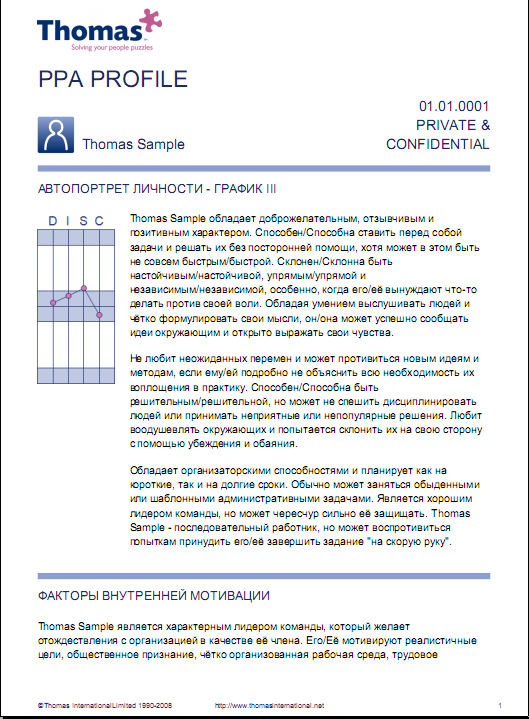 Thomas
Solving your people puzzles
PPA PROFILE
01.01.0001
PRIVATE &
CONFIDENTIAL
Thomas Sample
АВТОПОРТРЕТ ЛИЧНОСТИ - ГРАФИК III
D I S C
Thomas Sample обладает доброжелательным, отзывчивым и
позитивным характером. Способен/Способна ставить перед собой
задачи и решать их без посторонней помощи, хотя может в этом быть
не совсем быстрым/быстрой. Склонен/Склонна быть
настойчивым/настойчивой, упрямым/упрямой и
независимым/независимой, особенно, когда его/её вынуждают что-то
делать против своей воли. Обладая умением выслушивать людей и
чётко формулировать свои мысли, он/она может успешно сообщать
идеи окружающим и открыто выражать свои чувства.
Не любит неожиданных перемен и может противиться новым идеям и
методам, если ему/ей подробно не объяснить всю необходимость их
воплощения в практику. Способен/Способна быть
решительным/решительной, но может не спешить дисциплинировать
людей или принимать неприятные или непопулярные решения. Любит
воодушевлять окружающих и попытается склонить их на свою сторону
с помощью убеждения и обаяния.
Обладает организаторскими способностями и планирует как на
короткие, так и на долгие сроки. Обычно может заняться обыденными
или шаблонными административными задачами. Является хорошим
лидером команды, но может чересчур сильно её защищать. Thomas
Sample - последовательный работник, но может воспротивиться
попыткам принудить его/её завершить задание "на скорую руку".
ФАКТОРЫ ВНУТРЕННЕЙ МОТИВАЦИИ
Thomas Sample является характерным лидером команды, который желает
отождествления с организацией в качестве её члена. Его/Её мотивируют реалистичные
цели, общественное признание, чётко организованная рабочая среда, трудовое
©Thomas International Limited 1990-2008 http://www.thomasinternational.net 1